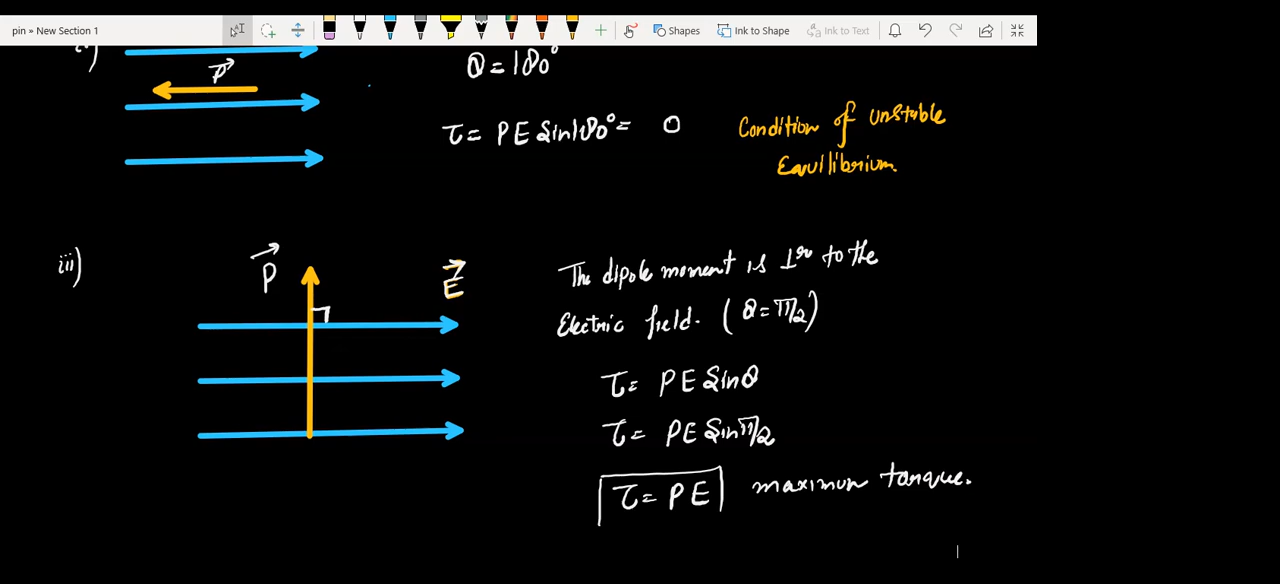 pin » New Section 1
Shapes
Ink to Shape
Ink to Text
P
θ = 180°
τ = PE Sin180° = 0
Condition of unstable
Equilibrium.
iii)
P
E
The dipole moment is ⊥ar to the
Electric field. (θ = π/2)
τ = PE Sinθ
τ = PE Sin π/2
τ = PE maximum torque.